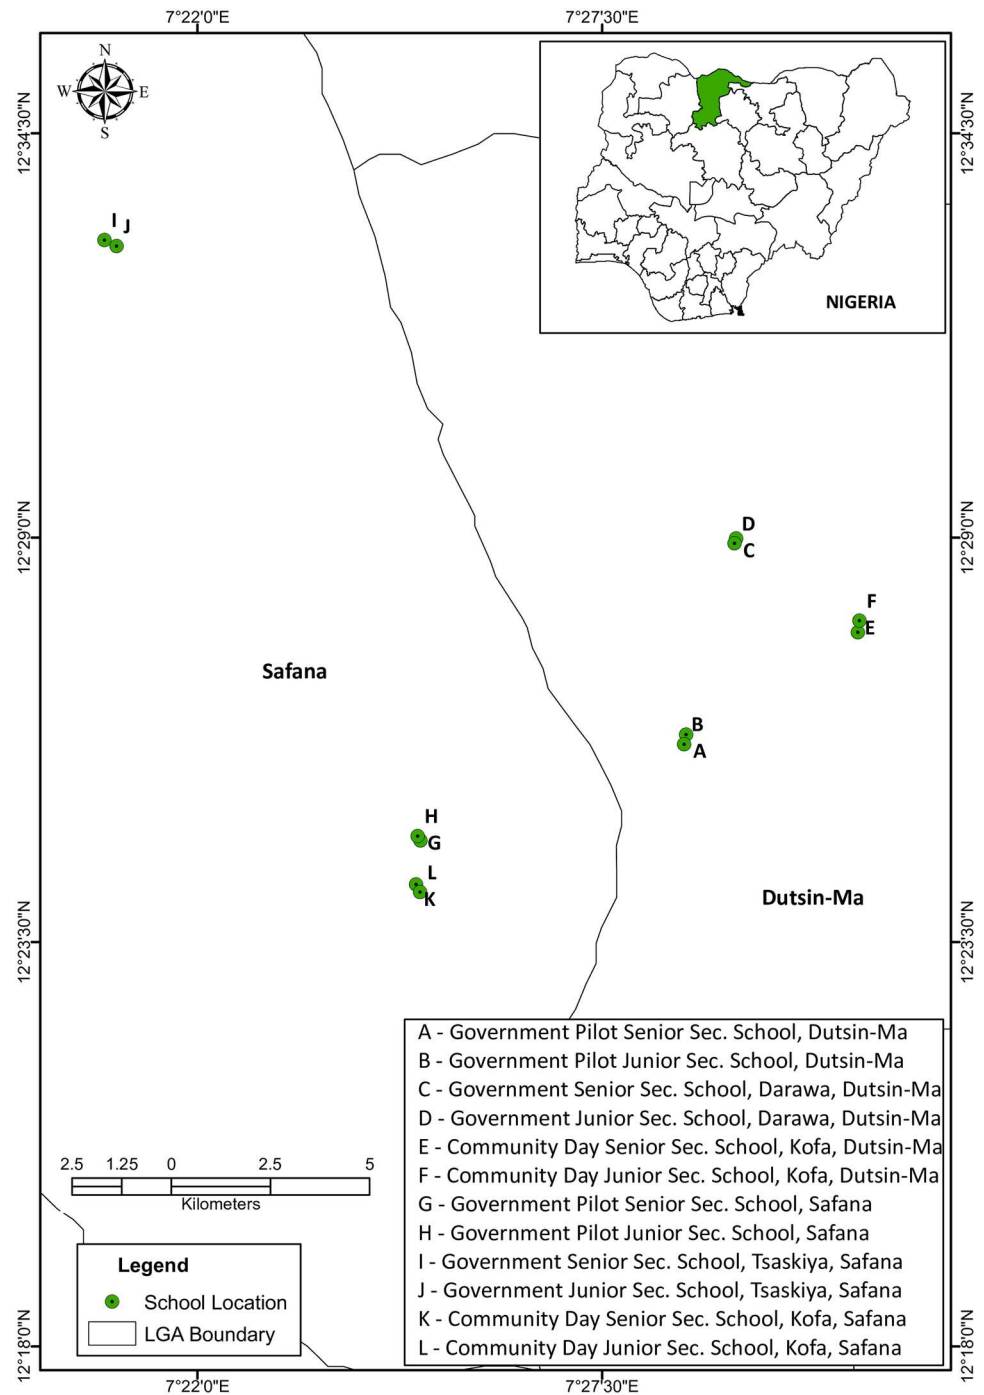 7°22'0"E
7°27'30"E
N
W
E
S
12°34'30"N
12°34'30"N
NIGERIA
I
J
12°29'0"N
12°29'0"N
D
C
F
E
Safana
B
A
H
G
L
K
Dutsin-Ma
12°23'30"N
12°23'30"N
A - Government Pilot Senior Sec. School, Dutsin-Ma
B - Government Pilot Junior Sec. School, Dutsin-Ma
C - Government Senior Sec. School, Darawa, Dutsin-Ma
D - Government Junior Sec. School, Darawa, Dutsin-Ma
E - Community Day Senior Sec. School, Kofa, Dutsin-Ma
F - Community Day Junior Sec. School, Kofa, Dutsin-Ma
G - Government Pilot Senior Sec. School, Safana
H - Government Pilot Junior Sec. School, Safana
I - Government Senior Sec. School, Tsaskiya, Safana
J - Government Junior Sec. School, Tsaskiya, Safana
K - Community Day Senior Sec. School, Kofa, Safana
L - Community Day Junior Sec. School, Kofa, Safana
2.5 1.25 0 2.5 5
Kilometers
Legend
School Location
LGA Boundary
12°18'0"N
12°18'0"N
7°22'0"E
7°27'30"E